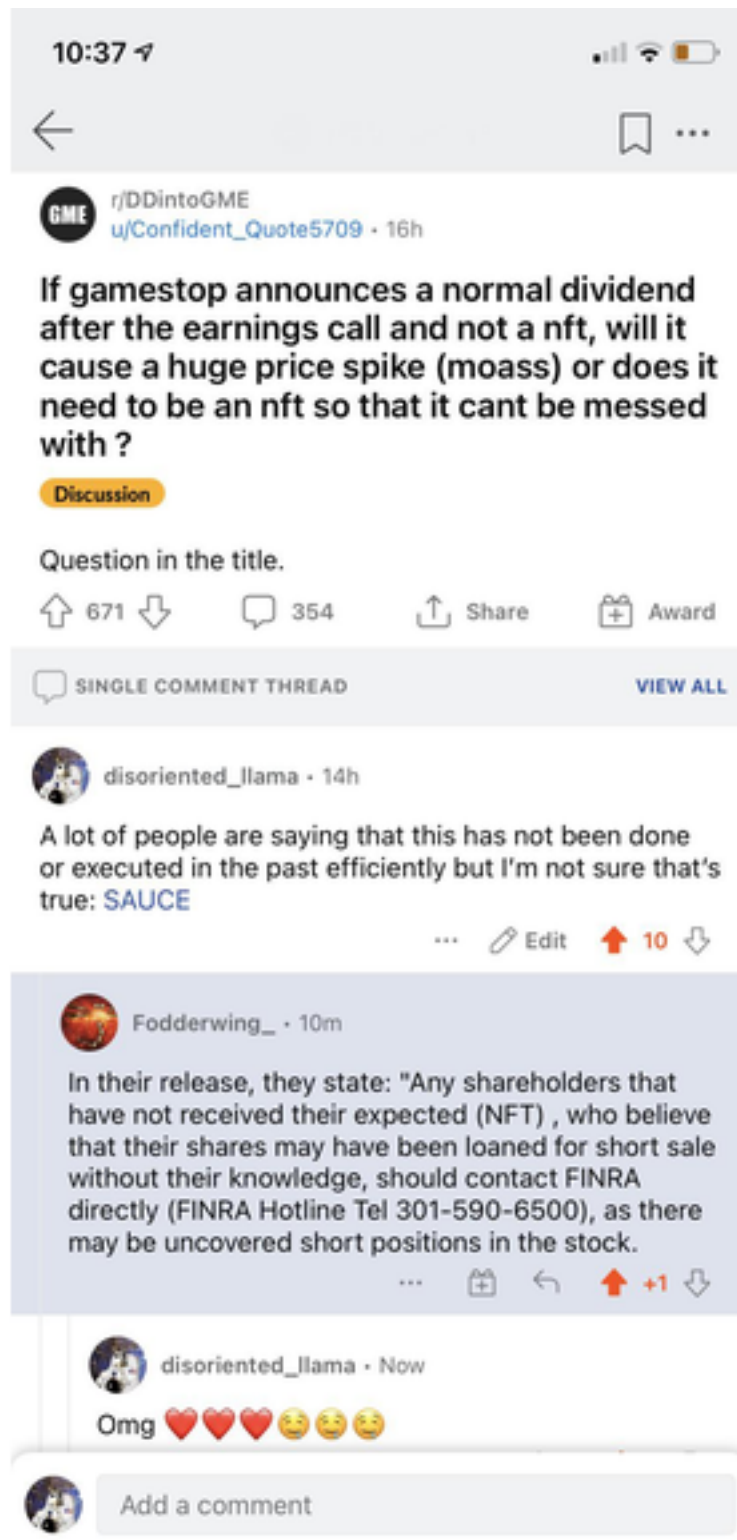 10:37
GME
r/DDintoGME
u/Confident_Quote5709 · 16h
If gamestop announces a normal dividend
after the earnings call and not a nft, will it
cause a huge price spike (moass) or does it
need to be an nft so that it cant be messed
with ?
Discussion
Question in the title.
671 354 Share Award
SINGLE COMMENT THREAD VIEW ALL
disoriented_llama · 14h
A lot of people are saying that this has not been done
or executed in the past efficiently but I'm not sure that's
true: SAUCE
··· Edit 10
Fodderwing_ · 10m
In their release, they state: "Any shareholders that
have not received their expected (NFT) , who believe
that their shares may have been loaned for short sale
without their knowledge, should contact FINRA
directly (FINRA Hotline Tel 301-590-6500), as there
may be uncovered short positions in the stock.
··· +1
disoriented_llama · Now
Omg ❤️❤️❤️🤤🤤🤤
Add a comment